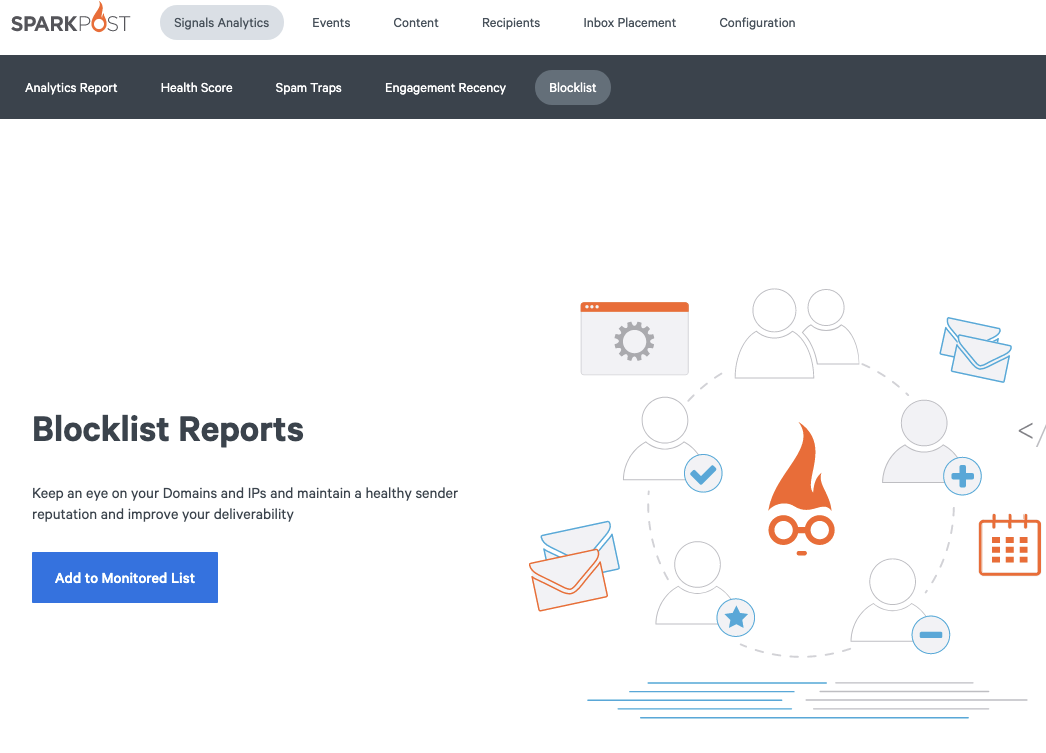 SPARKPOST
Signals Analytics
Events
Content
Recipients
Inbox Placement
Configuration
Analytics Report
Health Score
Spam Traps
Engagement Recency
Blocklist
Blocklist Reports
Keep an eye on your Domains and IPs and maintain a healthy sender
reputation and improve your deliverability
Add to Monitored List